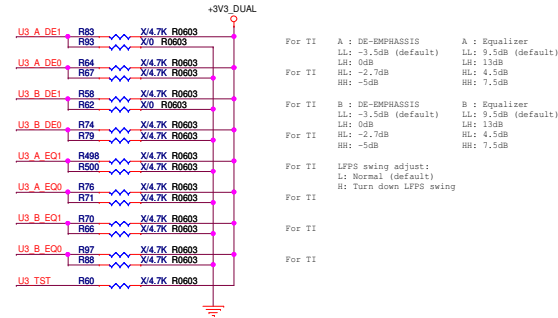 +3V3_DUAL
U3_A_DE1 R83 X/4.7K R0603
R93 X/0 R0603
U3_A_DE0 R64 X/4.7K R0603
R67 X/4.7K R0603
U3_B_DE1 R58 X/4.7K R0603
R62 X/0 R0603
U3_B_DE0 R74 X/4.7K R0603
R79 X/4.7K R0603
U3_A_EQ1 R498 X/4.7K R0603
R500 X/4.7K R0603
U3_A_EQ0 R76 X/4.7K R0603
R71 X/4.7K R0603
U3_B_EQ1 R70 X/4.7K R0603
R66 X/4.7K R0603
U3_B_EQ0 R97 X/4.7K R0603
R88 X/4.7K R0603
U3_TST R60 X/4.7K R0603
For TI
For TI
For TI
For TI
For TI
For TI
For TI
For TI
A : DE-EMPHASSIS
LL: -3.5dB (default)
LH: 0dB
HL: -2.7dB
HH: -5dB
A : Equalizer
LL: 9.5dB (default)
LH: 13dB
HL: 4.5dB
HH: 7.5dB
B : DE-EMPHASSIS
LL: -3.5dB (default)
LH: 0dB
HL: -2.7dB
HH: -5dB
B : Equalizer
LL: 9.5dB (default)
LH: 13dB
HL: 4.5dB
HH: 7.5dB
LFPS swing adjust:
L: Normal (default)
H: Turn down LFPS swing